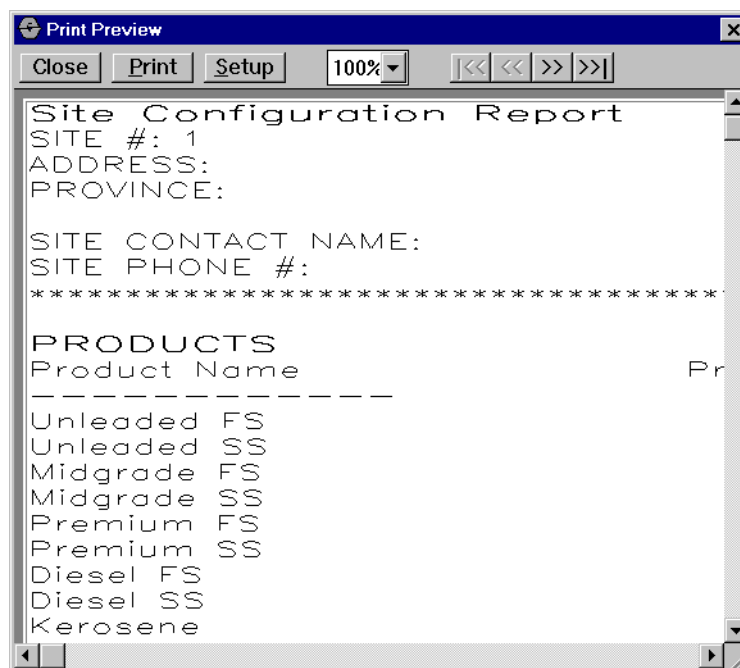 Print Preview
Close Print Setup 100% |<< << >> >>|
Site Configuration Report
SITE #: 1
ADDRESS:
PROVINCE:
SITE CONTACT NAME:
SITE PHONE #:
*************************************
PRODUCTS
Product Name Pr
____________
Unleaded FS
Unleaded SS
Midgrade FS
Midgrade SS
Premium FS
Premium SS
Diesel FS
Diesel SS
Kerosene